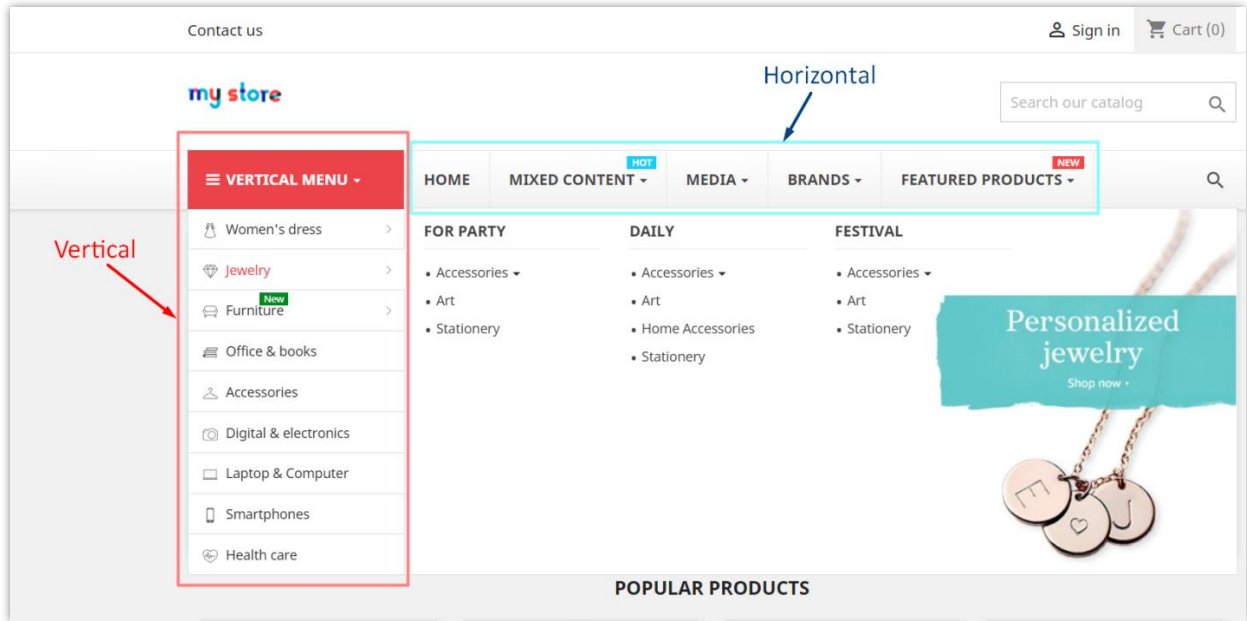 Contact us
Sign in
Cart (0)
my store
Horizontal
Search our catalog
VERTICAL MENU
HOME
HOT
MIXED CONTENT
MEDIA
BRANDS
NEW
FEATURED PRODUCTS
Vertical
Women's dress
Jewelry
New
Furniture
Office & books
Accessories
Digital & electronics
Laptop & Computer
Smartphones
Health care
FOR PARTY
• Accessories
• Art
• Stationery
DAILY
• Accessories
• Art
• Home Accessories
• Stationery
FESTIVAL
• Accessories
• Art
• Stationery
Personalized
jewelry
Shop now
E
J
POPULAR PRODUCTS